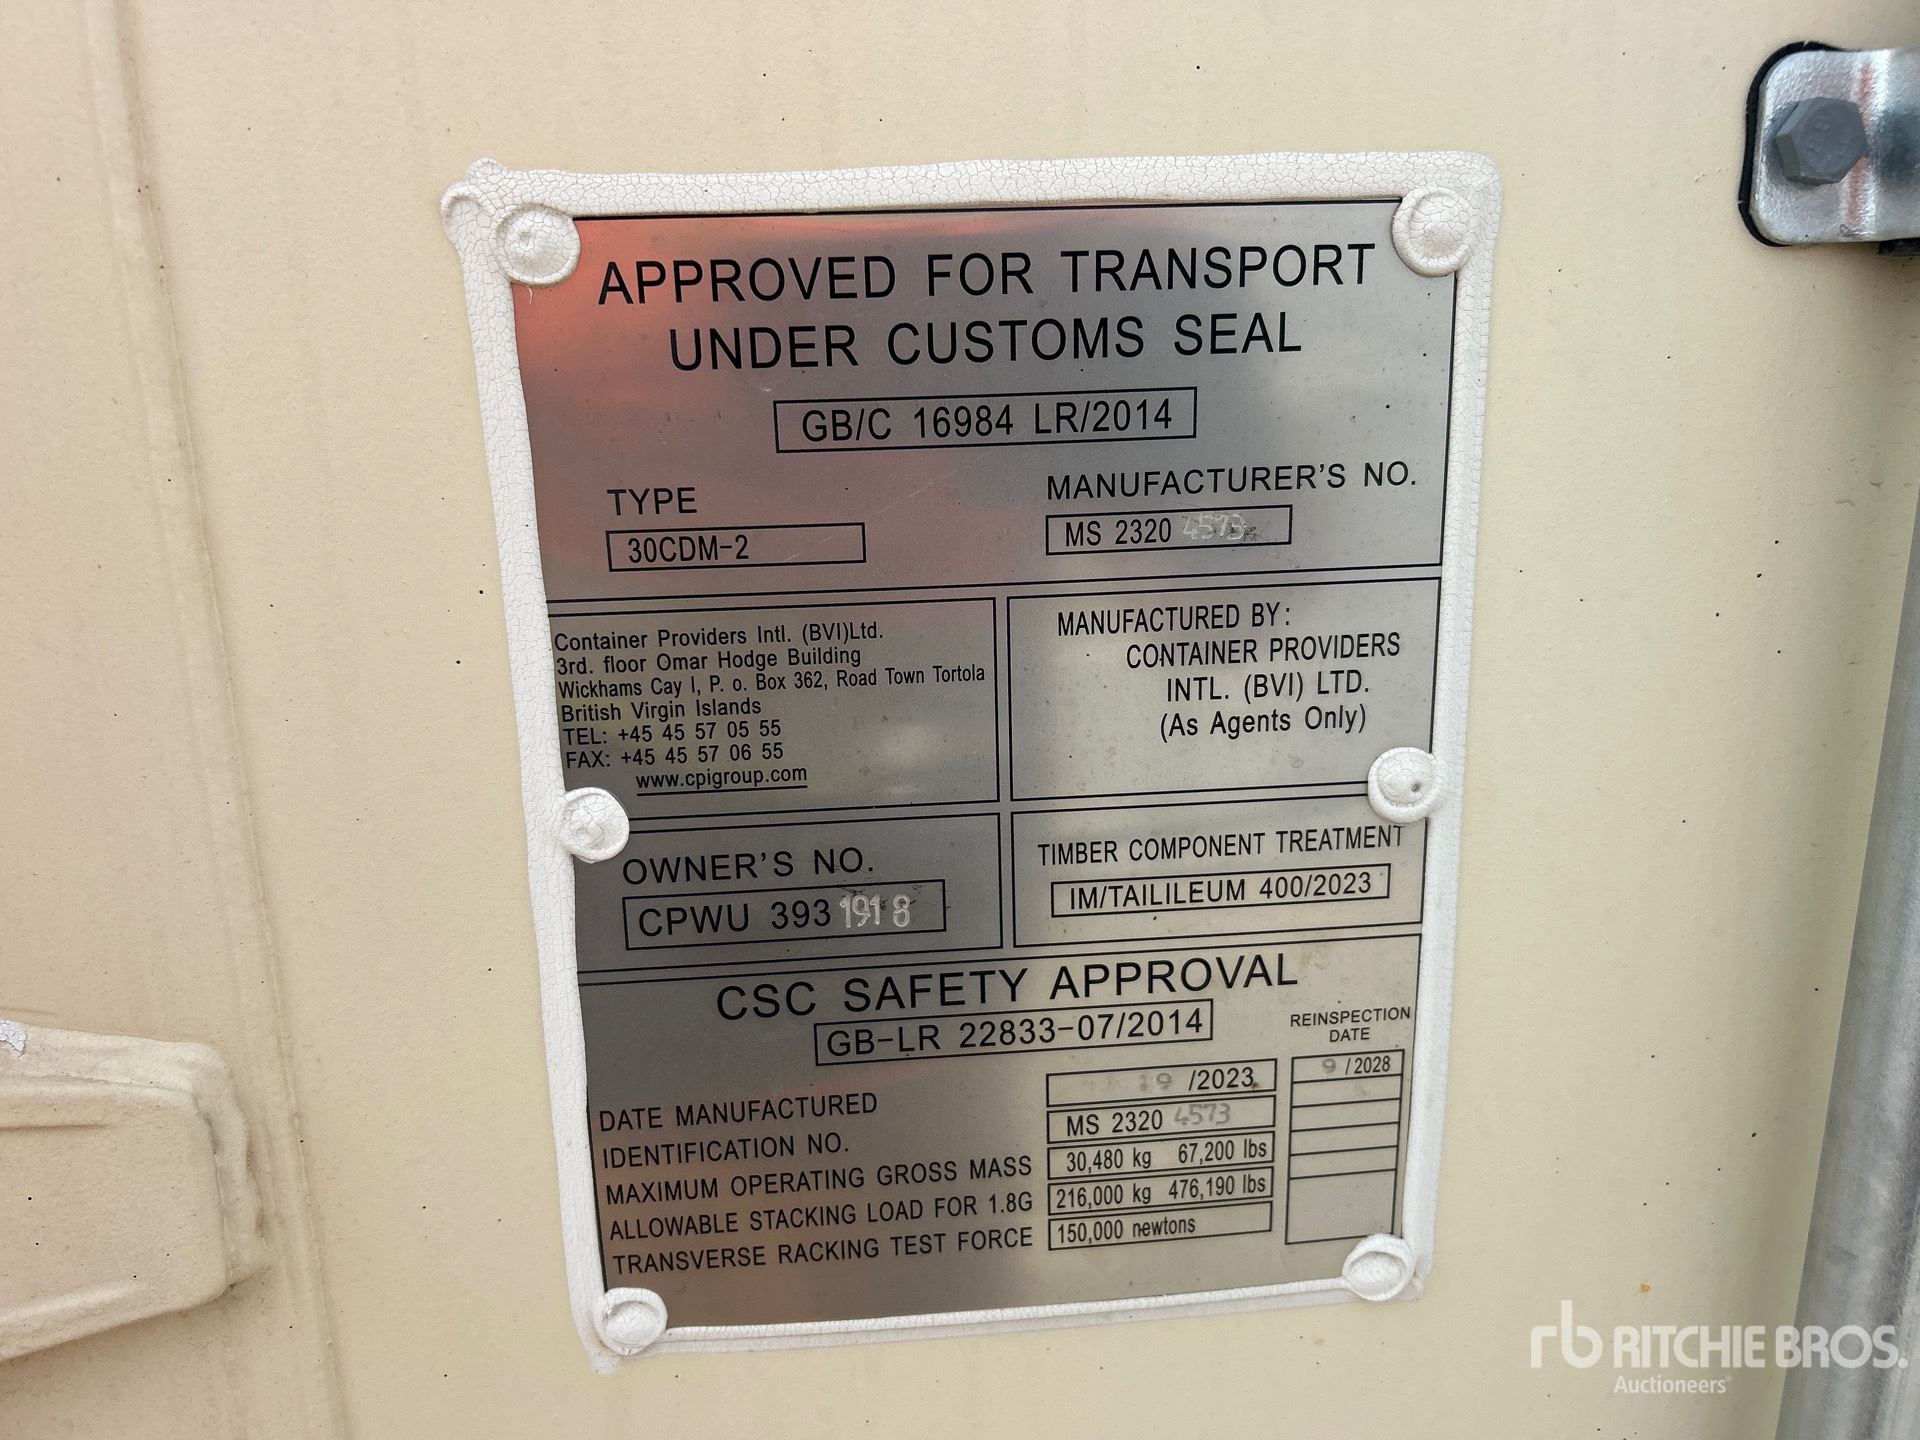 APPROVED FOR TRANSPORT
UNDER CUSTOMS SEAL
GB/C 16984 LR/2014
TYPE
30CDM-2
MANUFACTURER'S NO.
MS 2320 4573
Container Providers Intl. (BVI)Ltd.
3rd. floor Omar Hodge Building
Wickhams Cay I, P. o. Box 362, Road Town Tortola
British Virgin Islands
TEL: +45 45 57 05 55
FAX: +45 45 57 06 55
www.cpigroup.com
MANUFACTURED BY:
CONTAINER PROVIDERS
INTL. (BVI) LTD.
(As Agents Only)
OWNER'S NO.
CPWU 393 191 8
TIMBER COMPONENT TREATMENT
IM/TAILILEUM 400/2023
CSC SAFETY APPROVAL
GB-LR 22833-07/2014
REINSPECTION
DATE
9 / 2028
DATE MANUFACTURED 9 /2023
IDENTIFICATION NO. MS 2320 4573
MAXIMUM OPERATING GROSS MASS 30,480 kg 67,200 lbs
ALLOWABLE STACKING LOAD FOR 1.8G 216,000 kg 476,190 lbs
TRANSVERSE RACKING TEST FORCE 150,000 newtons
rb RITCHIE BROS.
Auctioneers